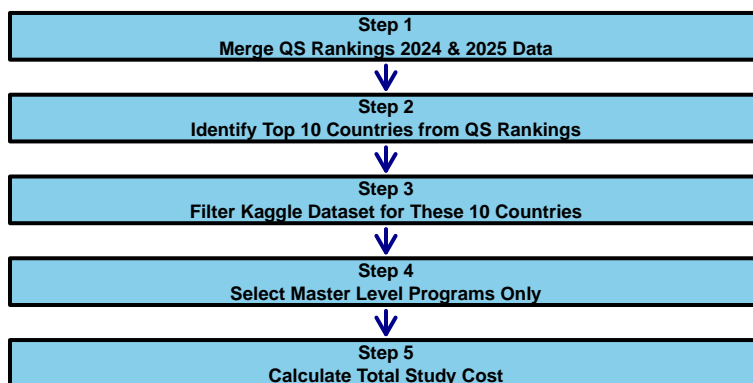 Step 1
Merge QS Rankings 2024 & 2025 Data
Step 2
Identify Top 10 Countries from QS Rankings
Step 3
Filter Kaggle Dataset for These 10 Countries
Step 4
Select Master Level Programs Only
Step 5
Calculate Total Study Cost